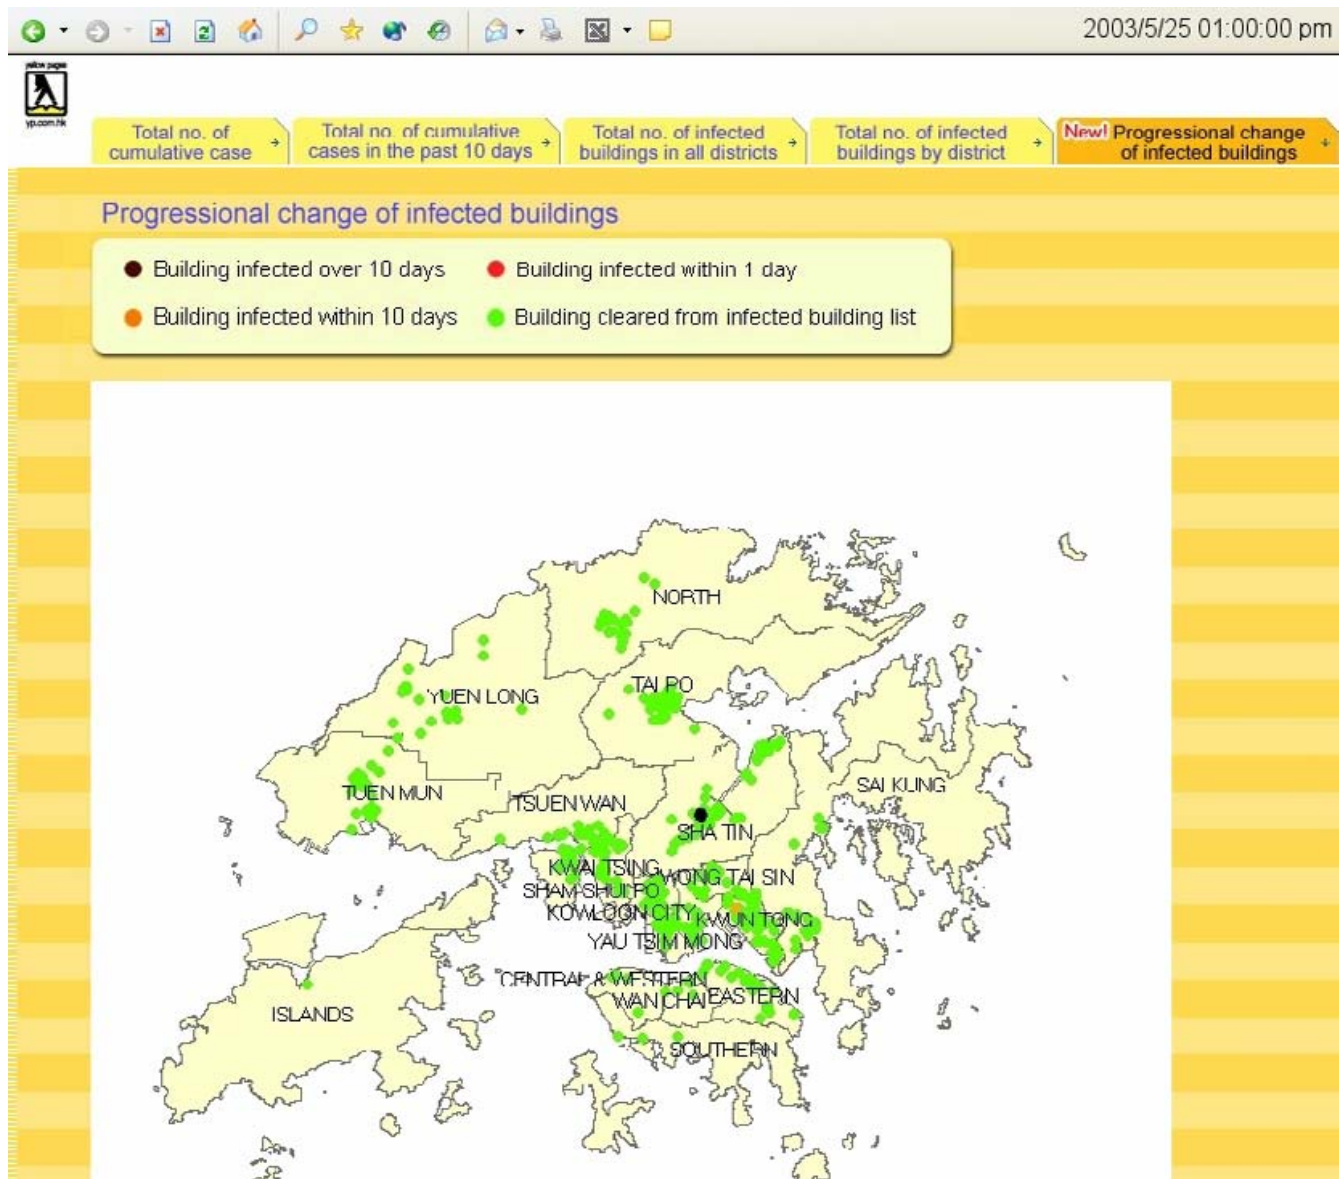 2003/5/25 01:00:00 pm
yellow pages
yp.com.hk
Total no. of
cumulative case
Total no. of cumulative
cases in the past 10 days
Total no. of infected
buildings in all districts
Total no. of infected
buildings by district
New! Progressional change
of infected buildings
Progressional change of infected buildings
Building infected over 10 days
Building infected within 1 day
Building infected within 10 days
Building cleared from infected building list
NORTH
TAI PO
YUEN LONG
SAI KUNG
TUEN MUN
TSUEN WAN
SHA TIN
KWAI TSING
WONG TAI SIN
SHAM SHUI PO
KOWLOON CITY
KWUN TONG
YAU TSIM MONG
CENTRAL & WESTERN
WAN CHAI
EASTERN
ISLANDS
SOUTHERN